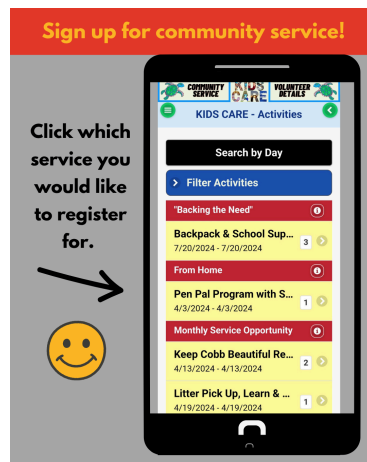 Sign up for community service!
Click which
service you
would like
to register
for.
COMMUNITY
SERVICE
KIDS
CARE
VOLUNTEER
DETAILS
KIDS CARE - Activities
Search by Day
Filter Activities
"Backing the Need"
Backpack & School Sup...
7/20/2024 - 7/20/2024
3
From Home
Pen Pal Program with S...
4/3/2024 - 4/3/2024
1
Monthly Service Opportunity
Keep Cobb Beautiful Re...
4/13/2024 - 4/13/2024
2
Litter Pick Up, Learn & ...
4/19/2024 - 4/19/2024
1